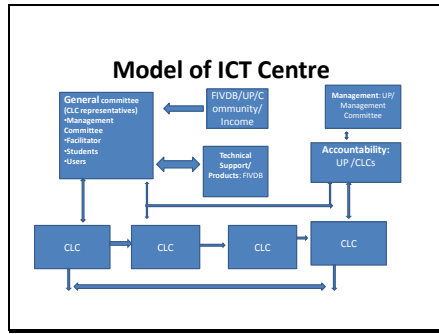 Model of ICT Centre
General committee
(CLC representatives)
•Management
Committee
•Facilitator
•Students
•Users
FIVDB/UP/C
ommunity/
Income
Management: UP/
Management
Committee
Technical
Support/
Products: FIVDB
Accountability:
UP /CLCs
CLC
CLC
CLC
CLC